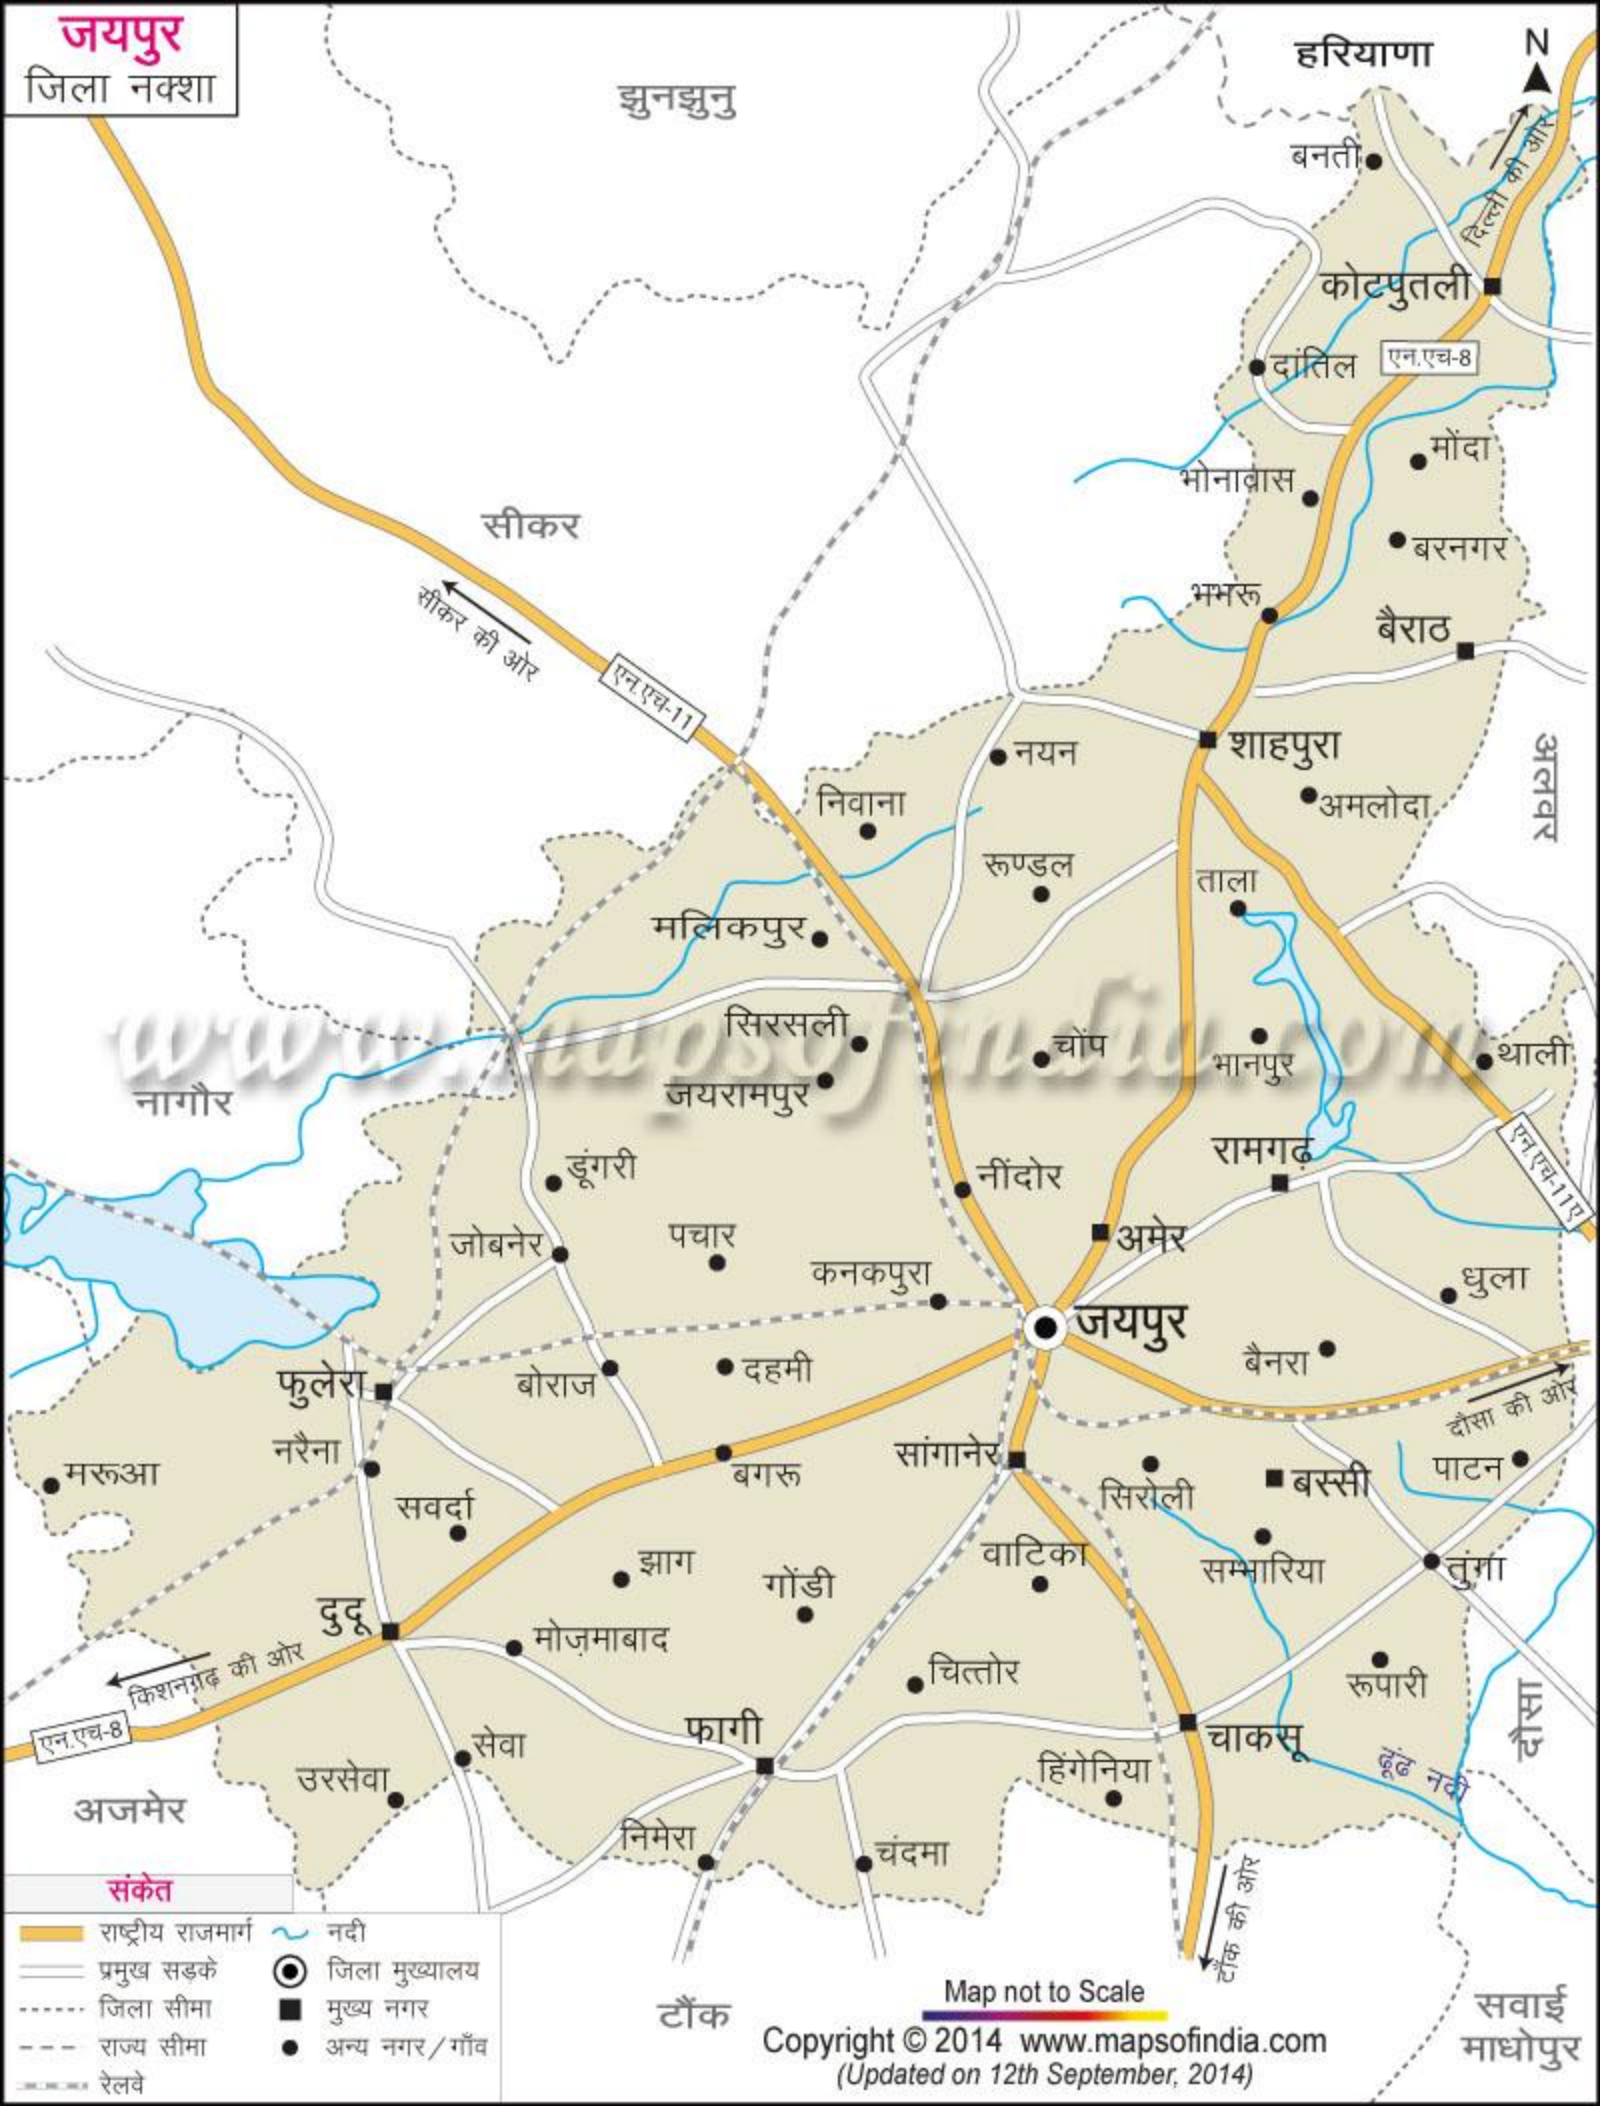 जयपुर
जिला नक्शा
हरियाणा
N
झुनझुनु
बनती
दिल्ली की ओर
कोटपुतली
दांतिल
एन.एच-8
मोंदा
भोनावास
सीकर
बरनगर
सीकर की ओर
भभरू
बैराठ
एन.एच-11
शाहपुरा
नयन
अलवर
निवाना
अमलोदा
रूण्डल
ताला
मलिकपुर
सिरसली
www.mapsofindia.com
चोंप
भानपुर
थाली
जयरामपुर
नागौर
रामगढ़
एन.एच-11ए
डूंगरी
नींदोर
जोबनेर
पचार
अमेर
कनकपुरा
धुला
जयपुर
बैनरा
फुलेरा
बोराज
दहमी
दौसा की ओर
नरैना
सांगानेर
मरूआ
बगरू
बस्सी
पाटन
सिरोली
सवर्दा
वाटिका
झाग
गोंडी
सम्भारिया
तुंगा
दुदू
मोज़माबाद
किशनग़ढ़ की ओर
चित्तोर
रूपारी
एन.एच-8
फागी
सेवा
चाकसू
दौसा
हिंगेनिया
ढूंढ नदी
उरसेवा
अजमेर
निमेरा
चंदमा
टौंक की ओर
संकेत
राष्ट्रीय राजमार्ग
नदी
प्रमुख सड़के
जिला मुख्यालय
जिला सीमा
मुख्य नगर
राज्य सीमा
अन्य नगर/गाँव
रेलवे
टौंक
सवाई
माधोपुर
Map not to Scale
Copyright © 2014 www.mapsofindia.com
(Updated on 12th September, 2014)